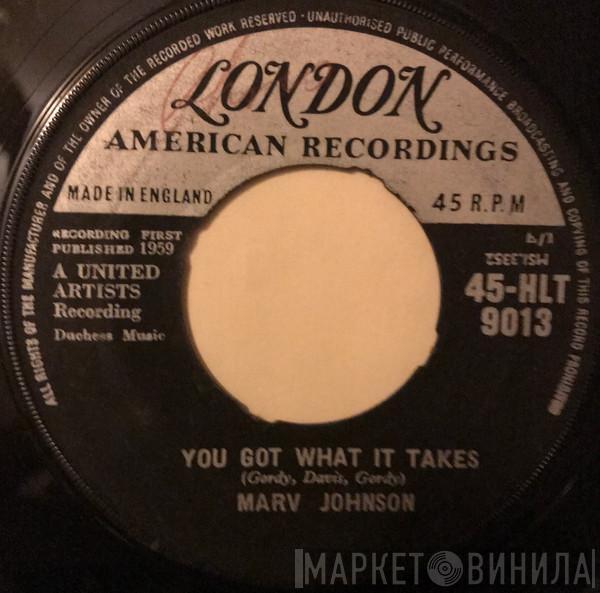 ALL RIGHTS OF THE MANUFACTURER AND OF THE OWNER OF THE RECORDED WORK RESERVED · UNAUTHORISED PUBLIC PERFORMANCE BROADCASTING AND COPYING OF THIS RECORD PROHIBITED
LONDON
AMERICAN RECORDINGS
MADE IN ENGLAND
45 R.P.M
RECORDING FIRST
PUBLISHED 1959
A UNITED
ARTISTS
Recording
Duchess Music
MSL.3352
45-HLT
9013
YOU GOT WHAT IT TAKES
(Gordy, Davis, Gordy)
MARV JOHNSON
МАРКЕТ ВИНИЛА